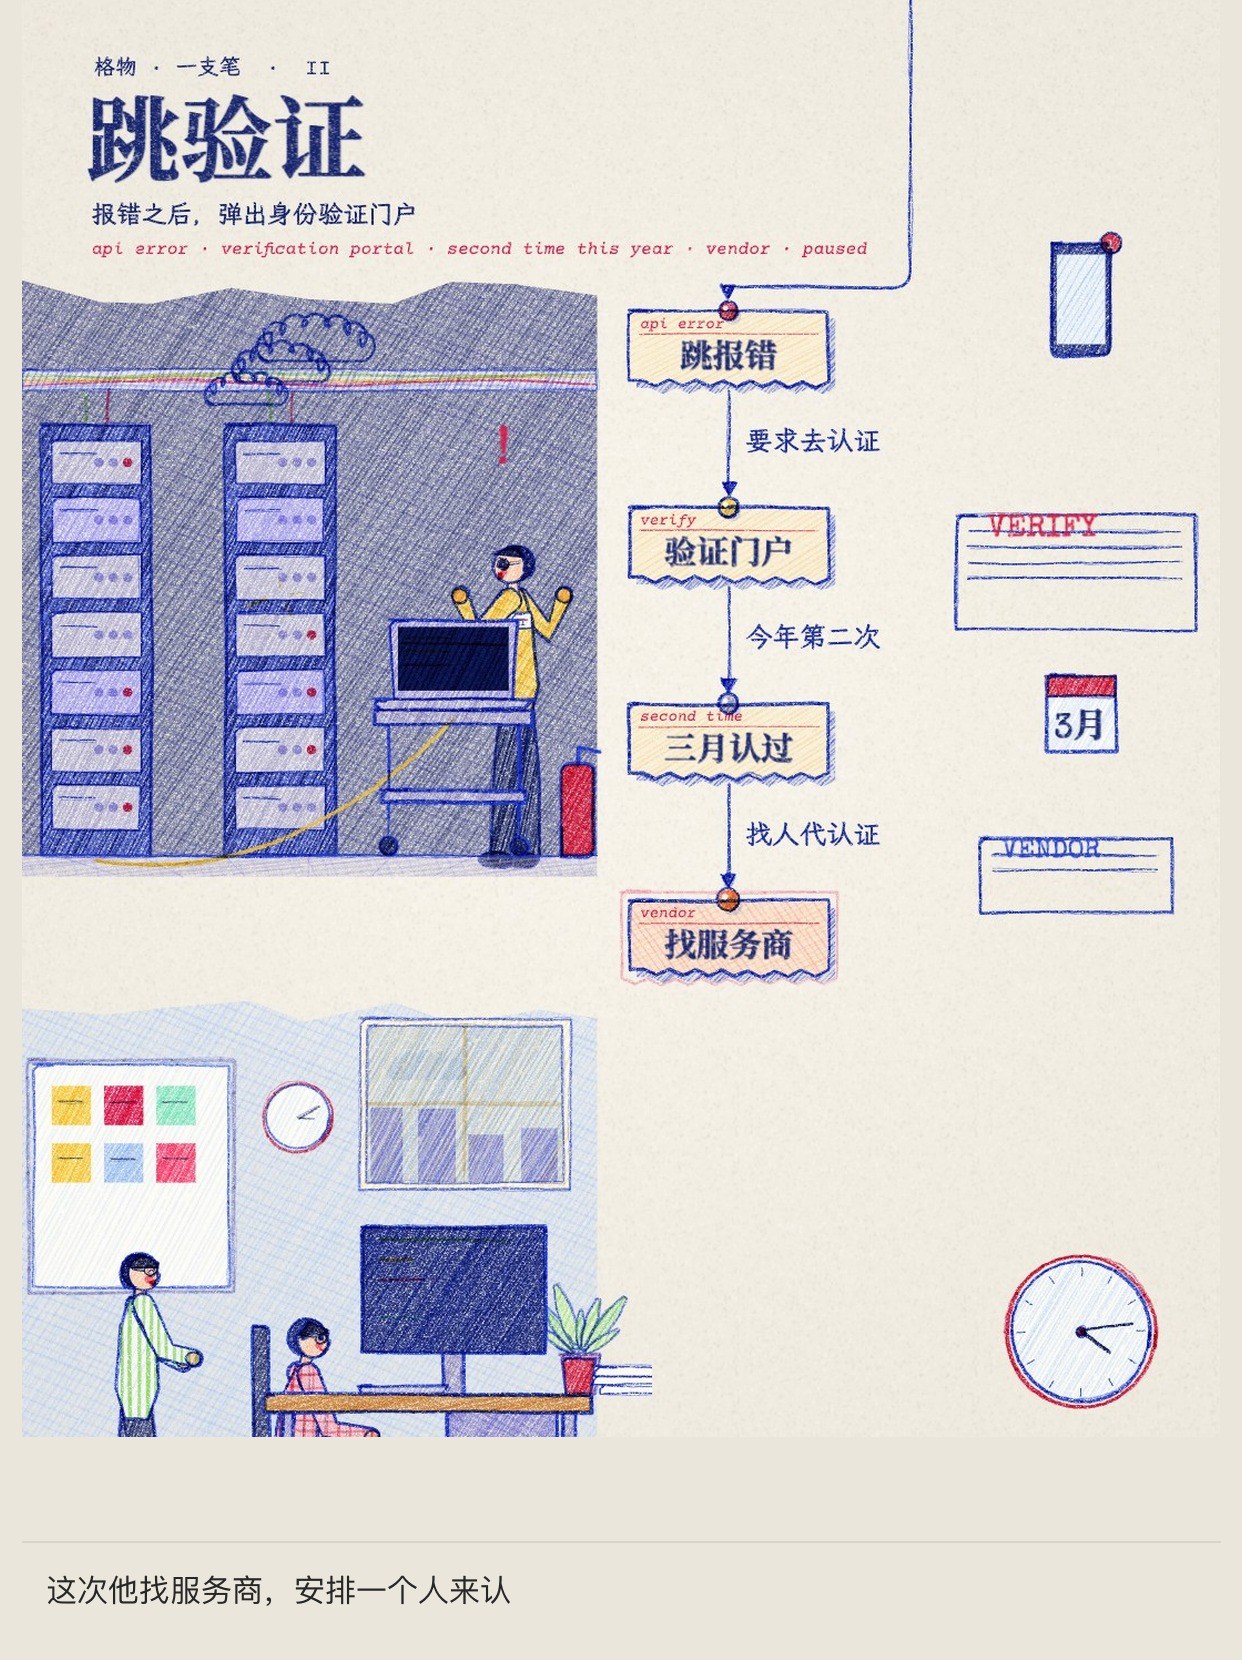 格物 · 一支笔 · II
跳验证
报错之后，弹出身份验证门户
api error · verification portal · second time this year · vendor · paused
api error
跳报错
要求去认证
verify
验证门户
VERIFY
今年第二次
second time
三月认过
3月
找人代认证
VENDOR
vendor
找服务商
这次他找服务商，安排一个人来认